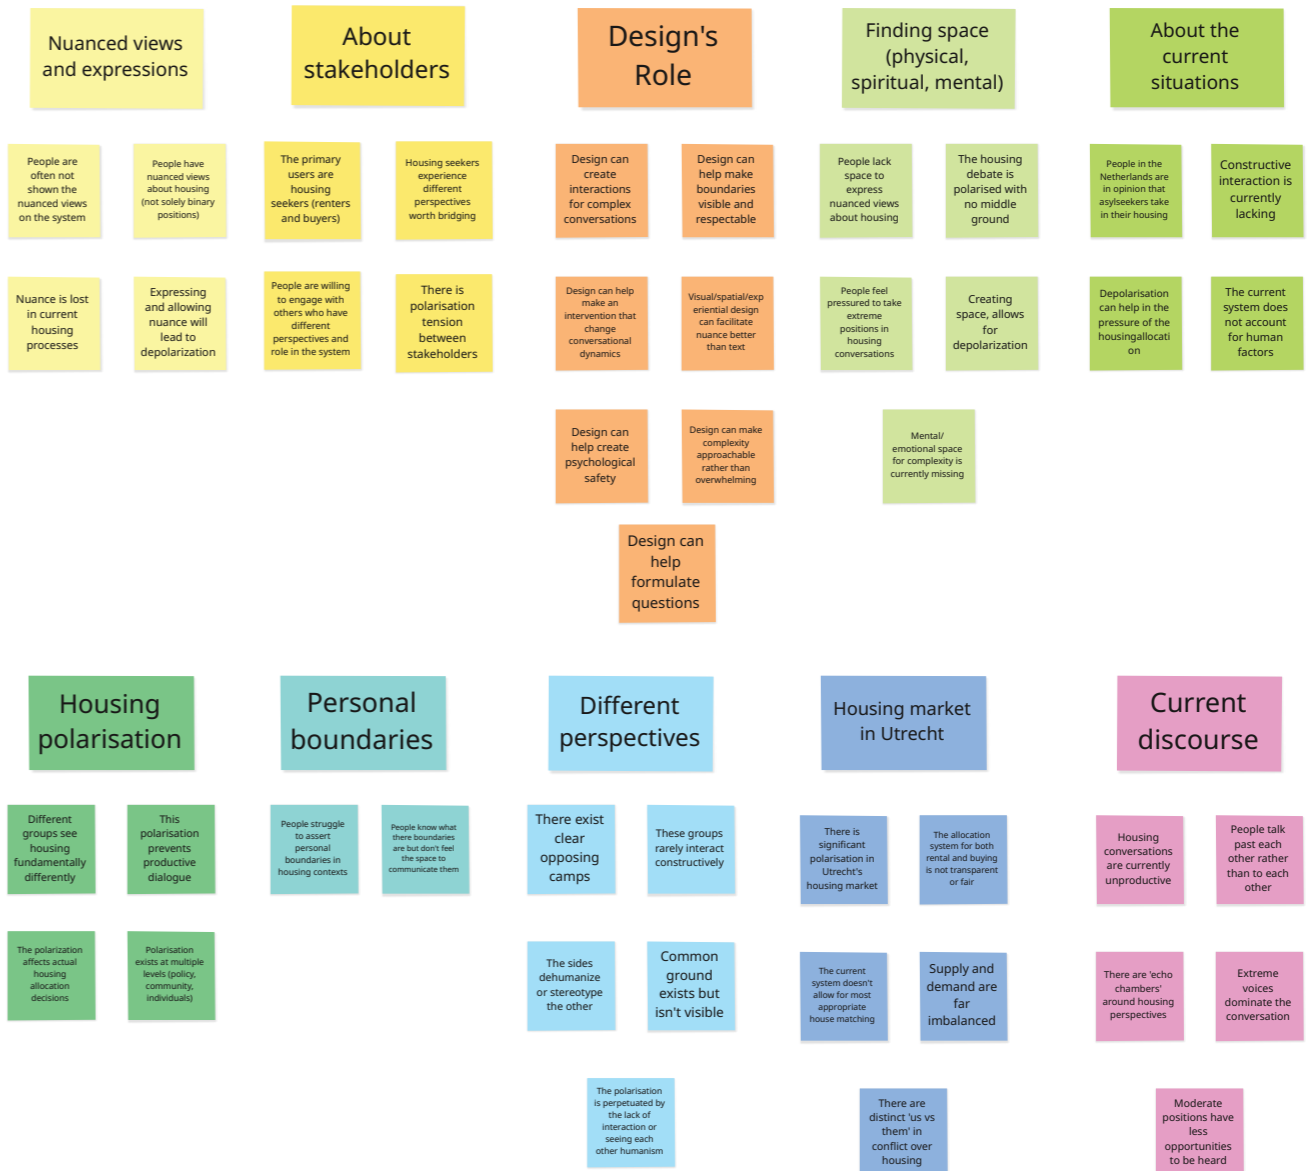 Nuanced views
and expressions
About
stakeholders
Design's
Role
Finding space
(physical,
spiritual, mental)
About the
current
situations
People are
often not
shown the
nuanced views
on the system
People have
nuanced views
about housing
(not solely binary
positions)
The primary
users are
housing
seekers (renters
and buyers)
Housing seekers
experience
different
perspectives
worth bridging
Design can
create
interactions
for complex
conversations
Design can
help make
boundaries
visible and
respectable
People lack
space to
express
nuanced views
about housing
The housing
debate is
polarised with
no middle
ground
People in the
Netherlands are
in opinion that
asylseekers take
in their housing
Constructive
interaction is
currently
lacking
Nuance is lost
in current
housing
processes
Expressing
and allowing
nuance will
lead to
depolarization
People are willing
to engage with
others who have
different
perspectives and
role in the system
There is
polarisation
tension
between
stakeholders
Design can help
make an
intervention that
change
conversational
dynamics
Visual/spatial/exp
eriential design
can facilitate
nuance better
than text
People feel
pressured to take
extreme
positions in
housing
conversations
Creating
space, allows
for
depolarization
Depolarisation
can help in the
pressure of the
housingallocati
on
The current
system does
not account
for human
factors
Design can
help create
psychological
safety
Design can make
complexity
approachable
rather than
overwhelming
Mental/
emotional space
for complexity is
currently missing
Design can
help
formulate
questions
Housing
polarisation
Personal
boundaries
Different
perspectives
Housing market
in Utrecht
Current
discourse
Different
groups see
housing
fundamentally
differently
This
polarisation
prevents
productive
dialogue
People struggle
to assert
personal
boundaries in
housing contexts
People know what
there boundaries
are but don't feel
the space to
communicate them
There exist
clear
opposing
camps
These groups
rarely interact
constructively
There is
significant
polarisation in
Utrecht's
housing market
The allocation
system for both
rental and buying
is not transparent
or fair
Housing
conversations
are currently
unproductive
People talk
past each
other rather
than to each
other
The polarization
affects actual
housing
allocation
decisions
Polarisation
exists at multiple
levels (policy,
community,
individuals)
The sides
dehumanize
or stereotype
the other
Common
ground
exists but
isn't visible
The current
system doesn't
allow for most
appropriate
house matching
Supply and
demand are
far
imbalanced
There are 'echo
chambers'
around housing
perspectives
Extreme
voices
dominate the
conversation
The polarisation
is perpetuated by
the lack of
interaction or
seeing each
other humanism
There are
distinct 'us vs
them' in
conflict over
housing
Moderate
positions have
less
opportunities
to be heard